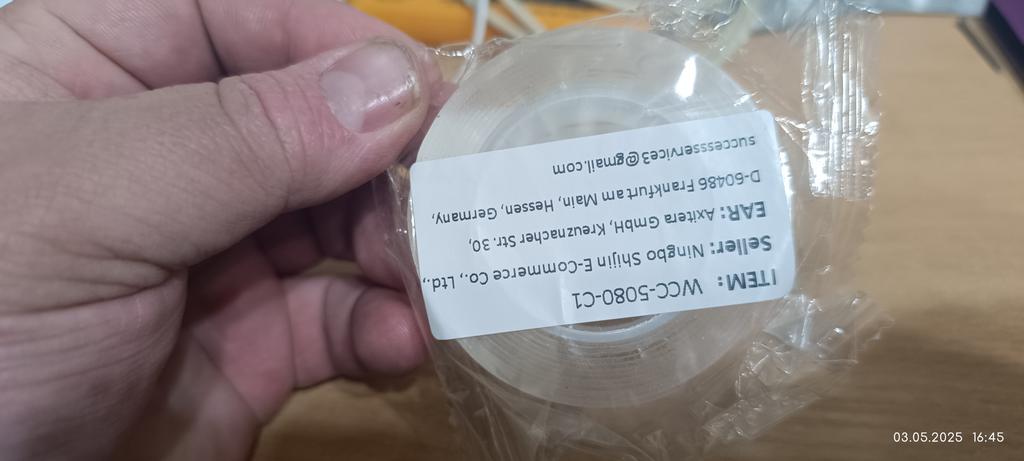 ITEM: WCC-5080-C1
Seller: Ningbo Shijin E-Commerce Co., Ltd.,
EAR: Axitera GmbH, Kreuznacher Str. 30,
D-60486 Frankfurt am Main, Hessen, Germany,
successservice3@gmail.com
03.05.2025 16:45